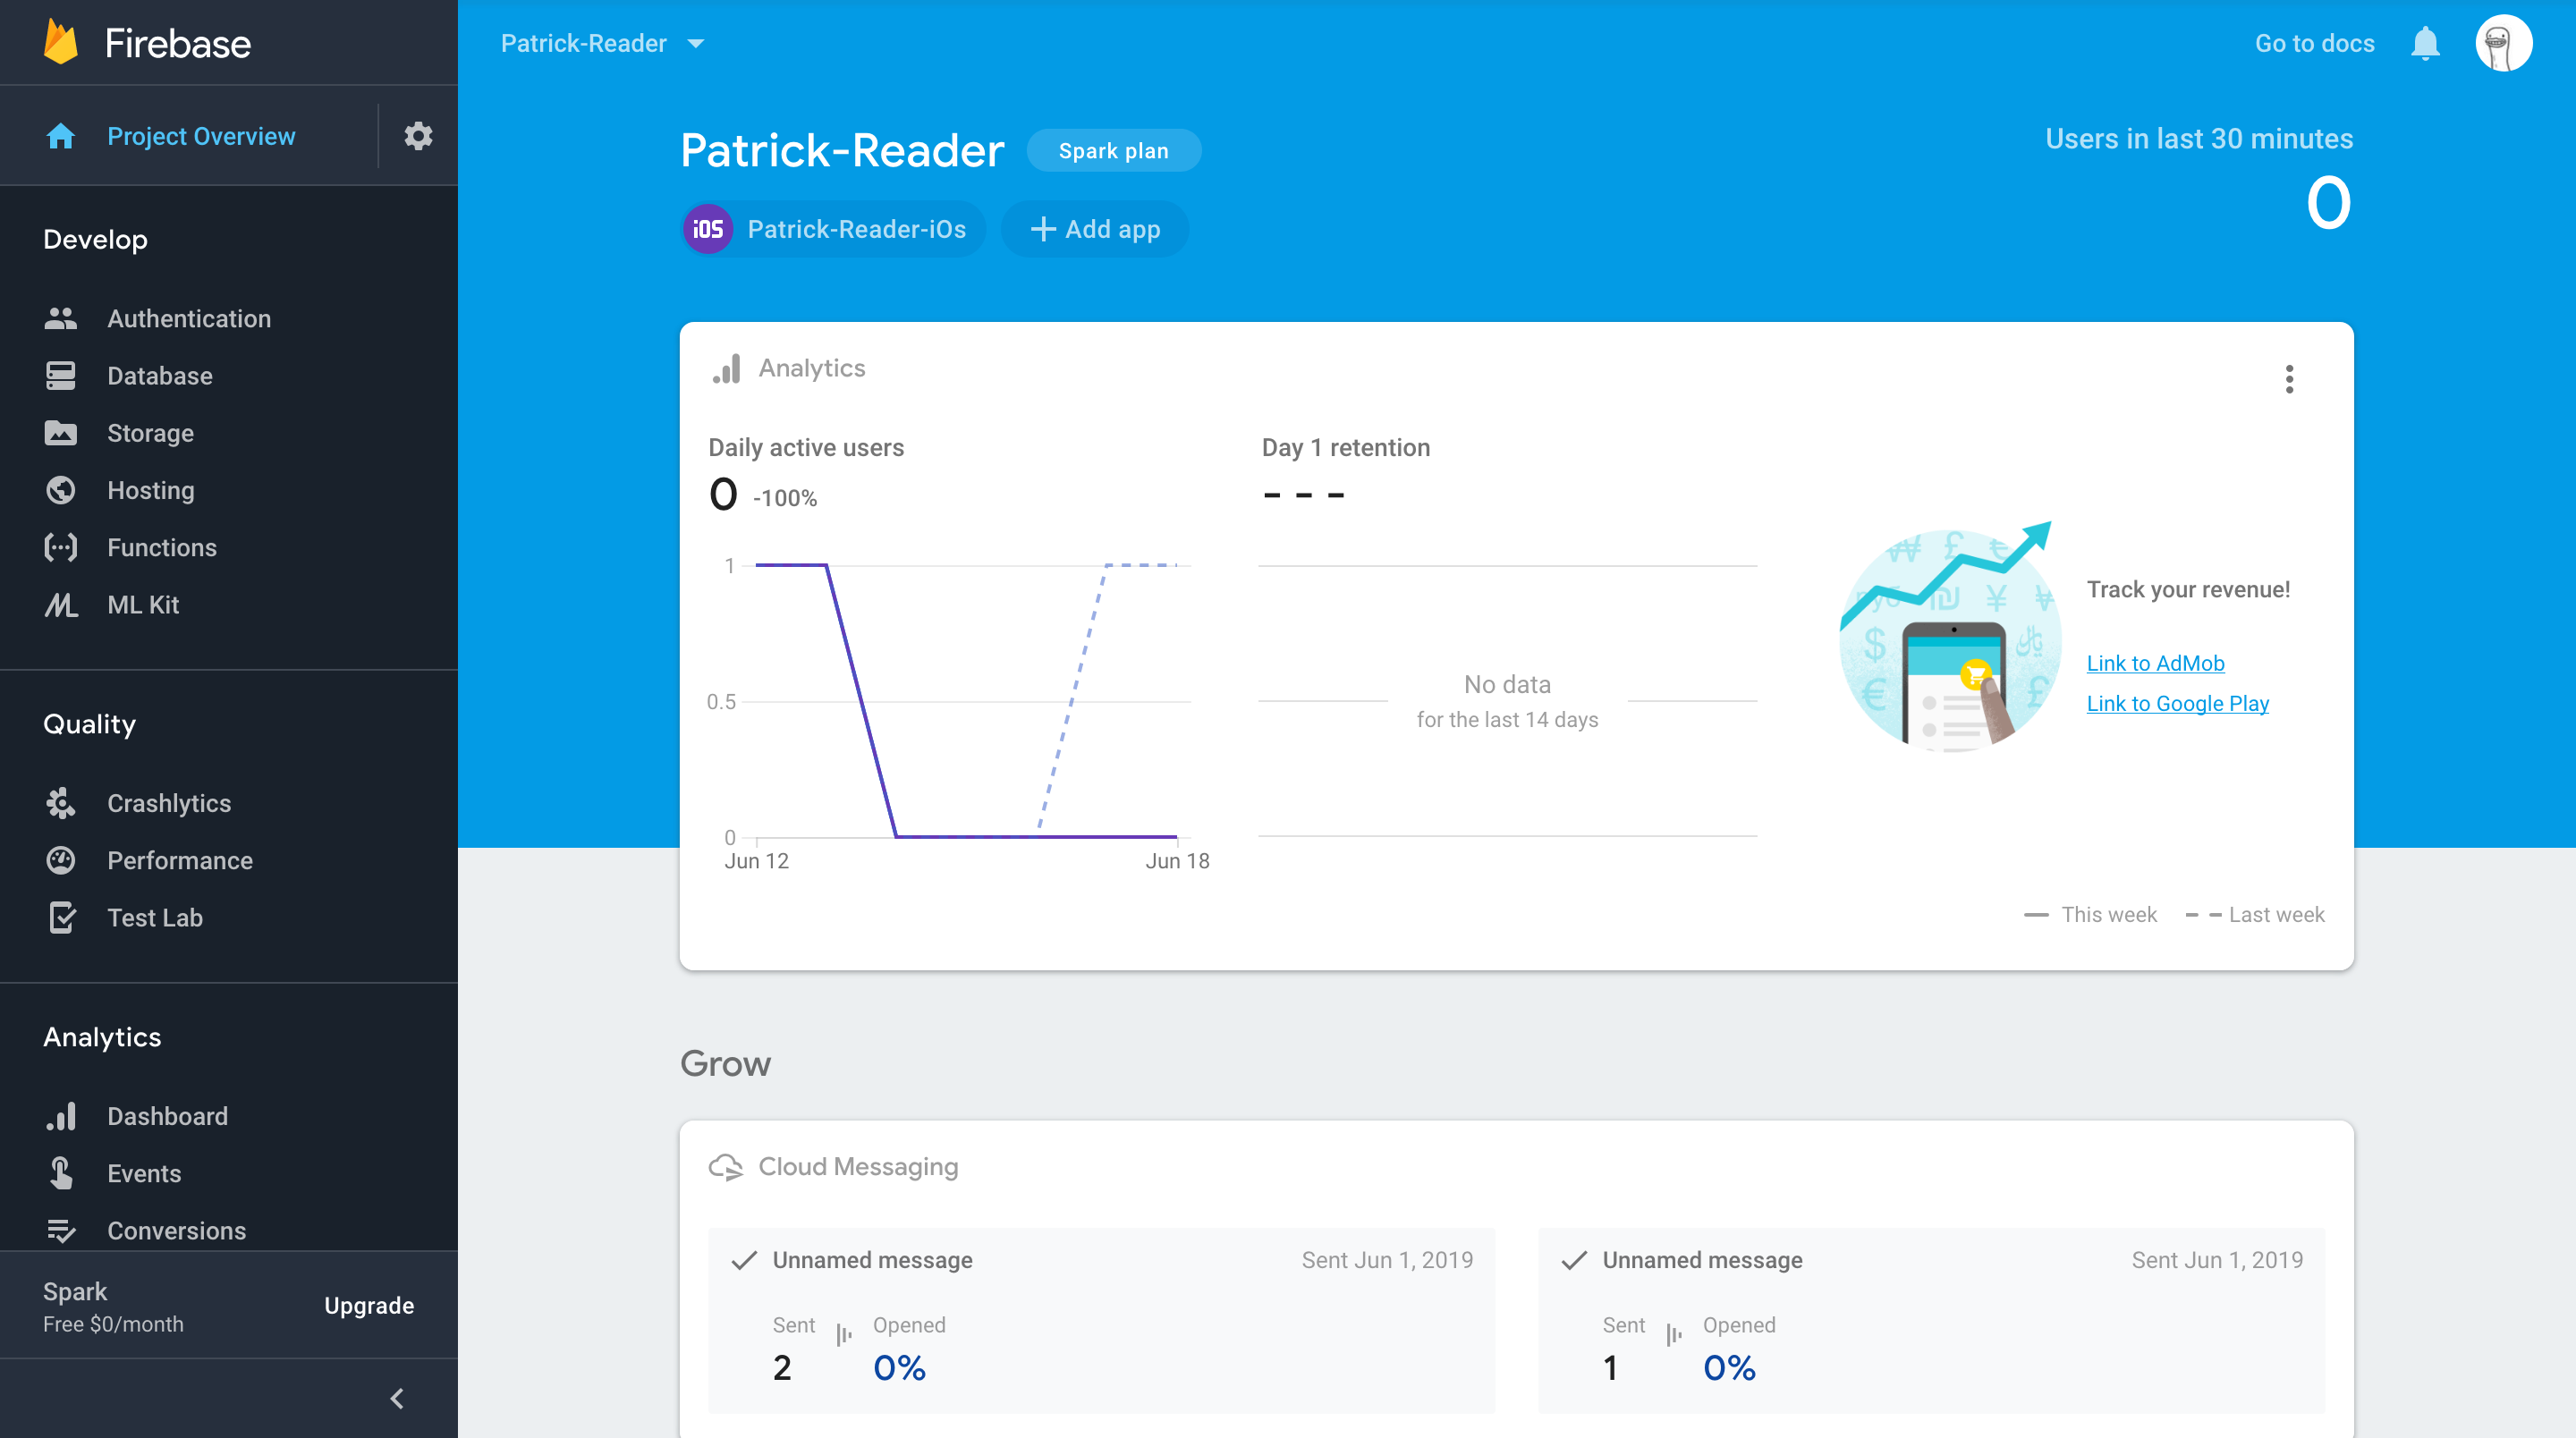 Firebase
Project Overview
Develop
Authentication
Database
Storage
Hosting
Functions
ML Kit
Quality
Crashlytics
Performance
Test Lab
Analytics
Dashboard
Events
Conversions
Spark
Free $0/month
Upgrade
Patrick-Reader
Go to docs
Patrick-Reader
Spark plan
iOS
Patrick-Reader-iOs
Add app
Users in last 30 minutes
0
Analytics
Daily active users
0 -100%
1
0.5
0
Jun 12
Jun 18
Day 1 retention
- - -
No data
for the last 14 days
Track your revenue!
Link to AdMob
Link to Google Play
This week
Last week
Grow
Cloud Messaging
Unnamed message
Sent Jun 1, 2019
Sent
2
Opened
0%
Unnamed message
Sent Jun 1, 2019
Sent
1
Opened
0%